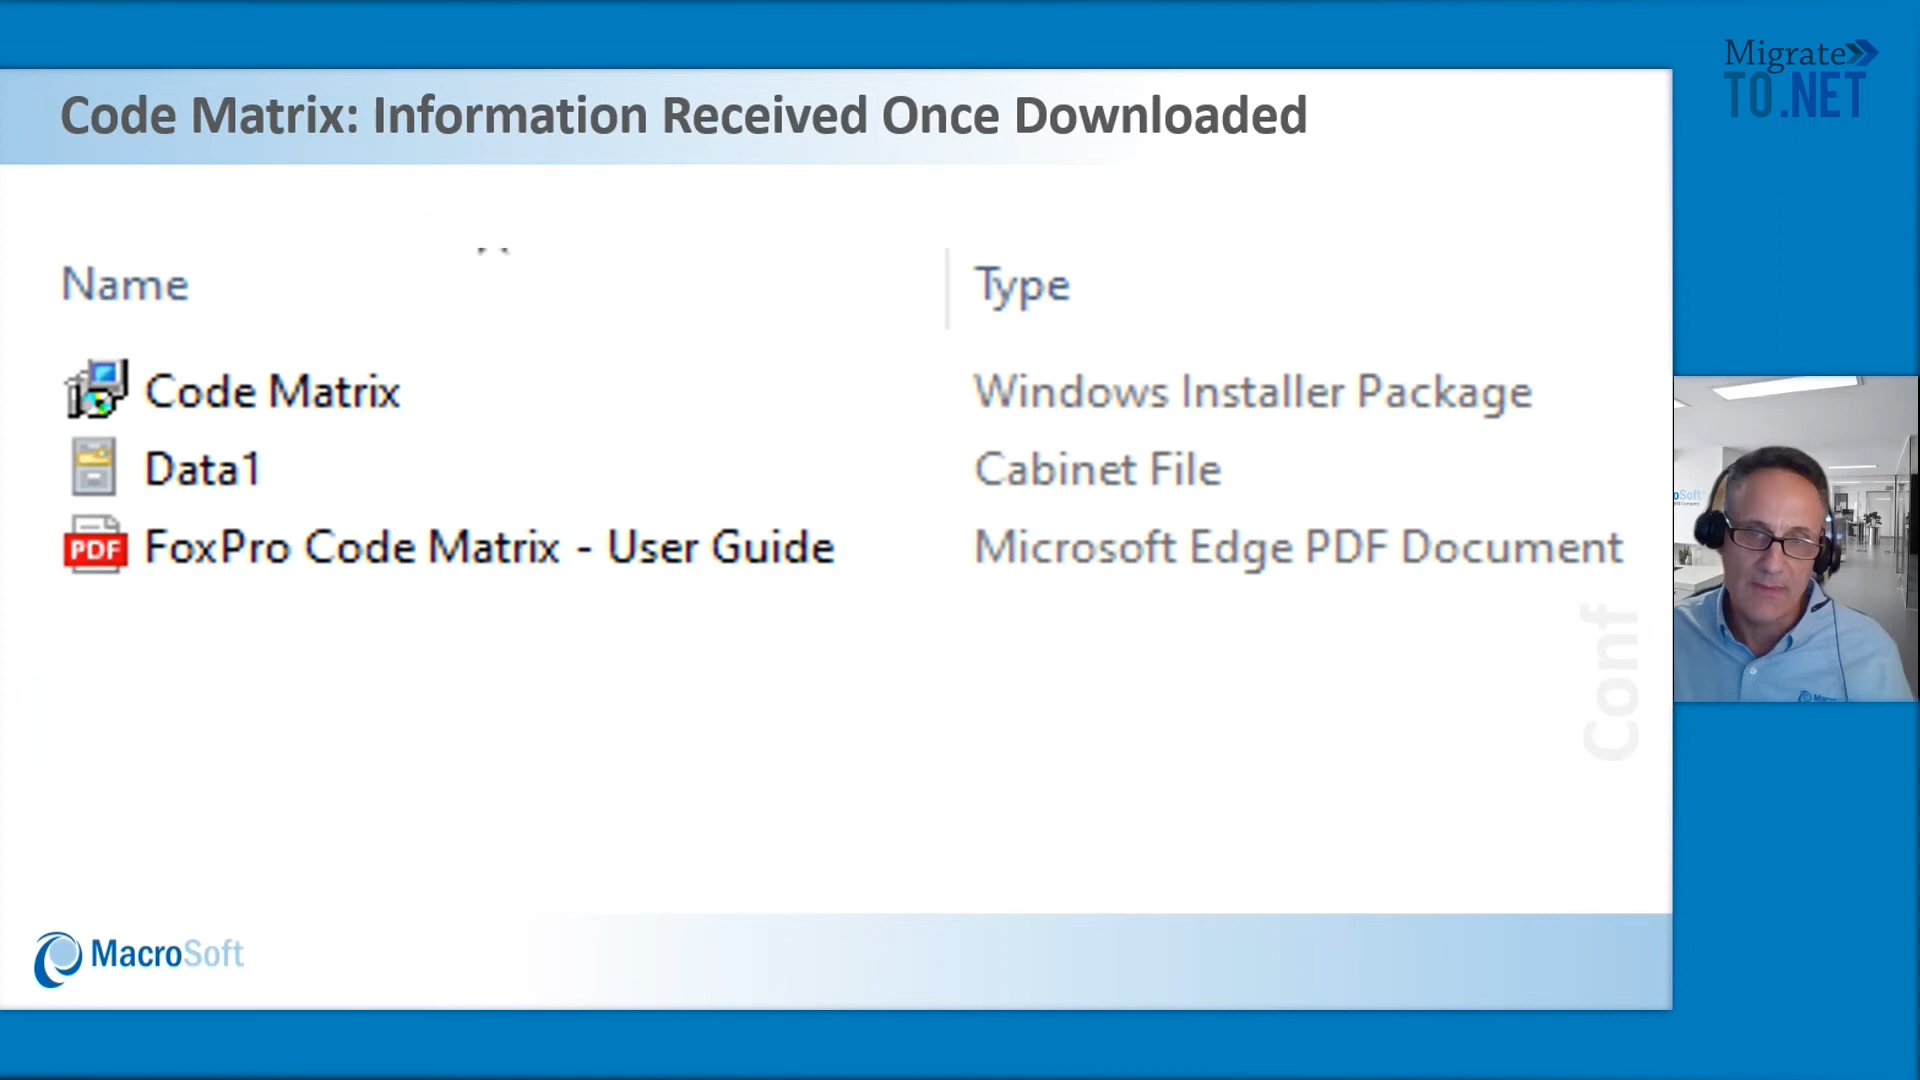 Migrate
TO.NET
Code Matrix: Information Received Once Downloaded
Name Type
Code Matrix Windows Installer Package
Data1 Cabinet File
PDF FoxPro Code Matrix - User Guide Microsoft Edge PDF Document
Conf
MacroSoft